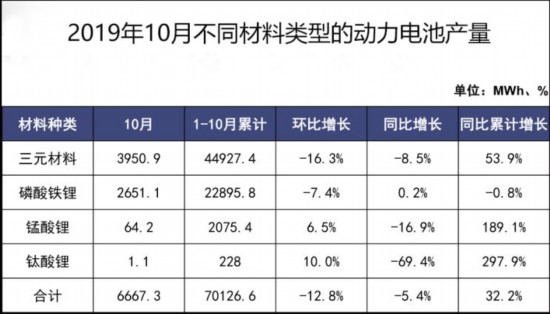 2019年10月不同材料类型的动力电池产量
单位：MWh、%
材料种类 10月 1-10月累计 环比增长 同比增长 同比累计增长
三元材料 3950.9 44927.4 -16.3% -8.5% 53.9%
磷酸铁锂 2651.1 22895.8 -7.4% 0.2% -0.8%
锰酸锂 64.2 2075.4 6.5% -16.9% 189.1%
钛酸锂 1.1 228 10.0% -69.4% 297.9%
合计 6667.3 70126.6 -12.8% -5.4% 32.2%